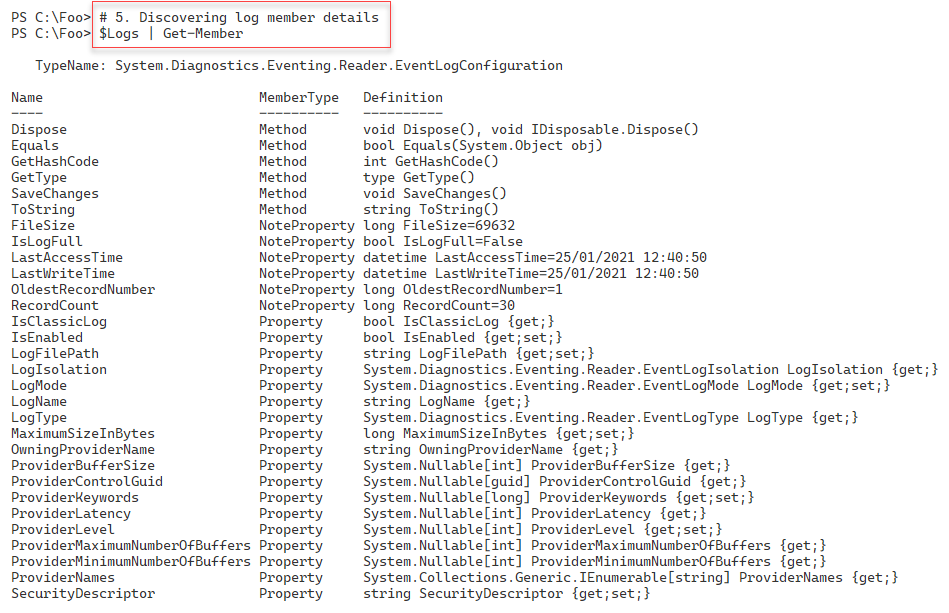 PS C:\Foo> # 5. Discovering log member details
PS C:\Foo> $Logs | Get-Member
TypeName: System.Diagnostics.Eventing.Reader.EventLogConfiguration
Name MemberType Definition
---- ---------- ----------
Dispose Method void Dispose(), void IDisposable.Dispose()
Equals Method bool Equals(System.Object obj)
GetHashCode Method int GetHashCode()
GetType Method type GetType()
SaveChanges Method void SaveChanges()
ToString Method string ToString()
FileSize NoteProperty long FileSize=69632
IsLogFull NoteProperty bool IsLogFull=False
LastAccessTime NoteProperty datetime LastAccessTime=25/01/2021 12:40:50
LastWriteTime NoteProperty datetime LastWriteTime=25/01/2021 12:40:50
OldestRecordNumber NoteProperty long OldestRecordNumber=1
RecordCount NoteProperty long RecordCount=30
IsClassicLog Property bool IsClassicLog {get;}
IsEnabled Property bool IsEnabled {get;set;}
LogFilePath Property string LogFilePath {get;set;}
LogIsolation Property System.Diagnostics.Eventing.Reader.EventLogIsolation LogIsolation {get;}
LogMode Property System.Diagnostics.Eventing.Reader.EventLogMode LogMode {get;set;}
LogName Property string LogName {get;}
LogType Property System.Diagnostics.Eventing.Reader.EventLogType LogType {get;}
MaximumSizeInBytes Property long MaximumSizeInBytes {get;set;}
OwningProviderName Property string OwningProviderName {get;}
ProviderBufferSize Property System.Nullable[int] ProviderBufferSize {get;}
ProviderControlGuid Property System.Nullable[guid] ProviderControlGuid {get;}
ProviderKeywords Property System.Nullable[long] ProviderKeywords {get;set;}
ProviderLatency Property System.Nullable[int] ProviderLatency {get;}
ProviderLevel Property System.Nullable[int] ProviderLevel {get;set;}
ProviderMaximumNumberOfBuffers Property System.Nullable[int] ProviderMaximumNumberOfBuffers {get;}
ProviderMinimumNumberOfBuffers Property System.Nullable[int] ProviderMinimumNumberOfBuffers {get;}
ProviderNames Property System.Collections.Generic.IEnumerable[string] ProviderNames {get;}
SecurityDescriptor Property string SecurityDescriptor {get;set;}